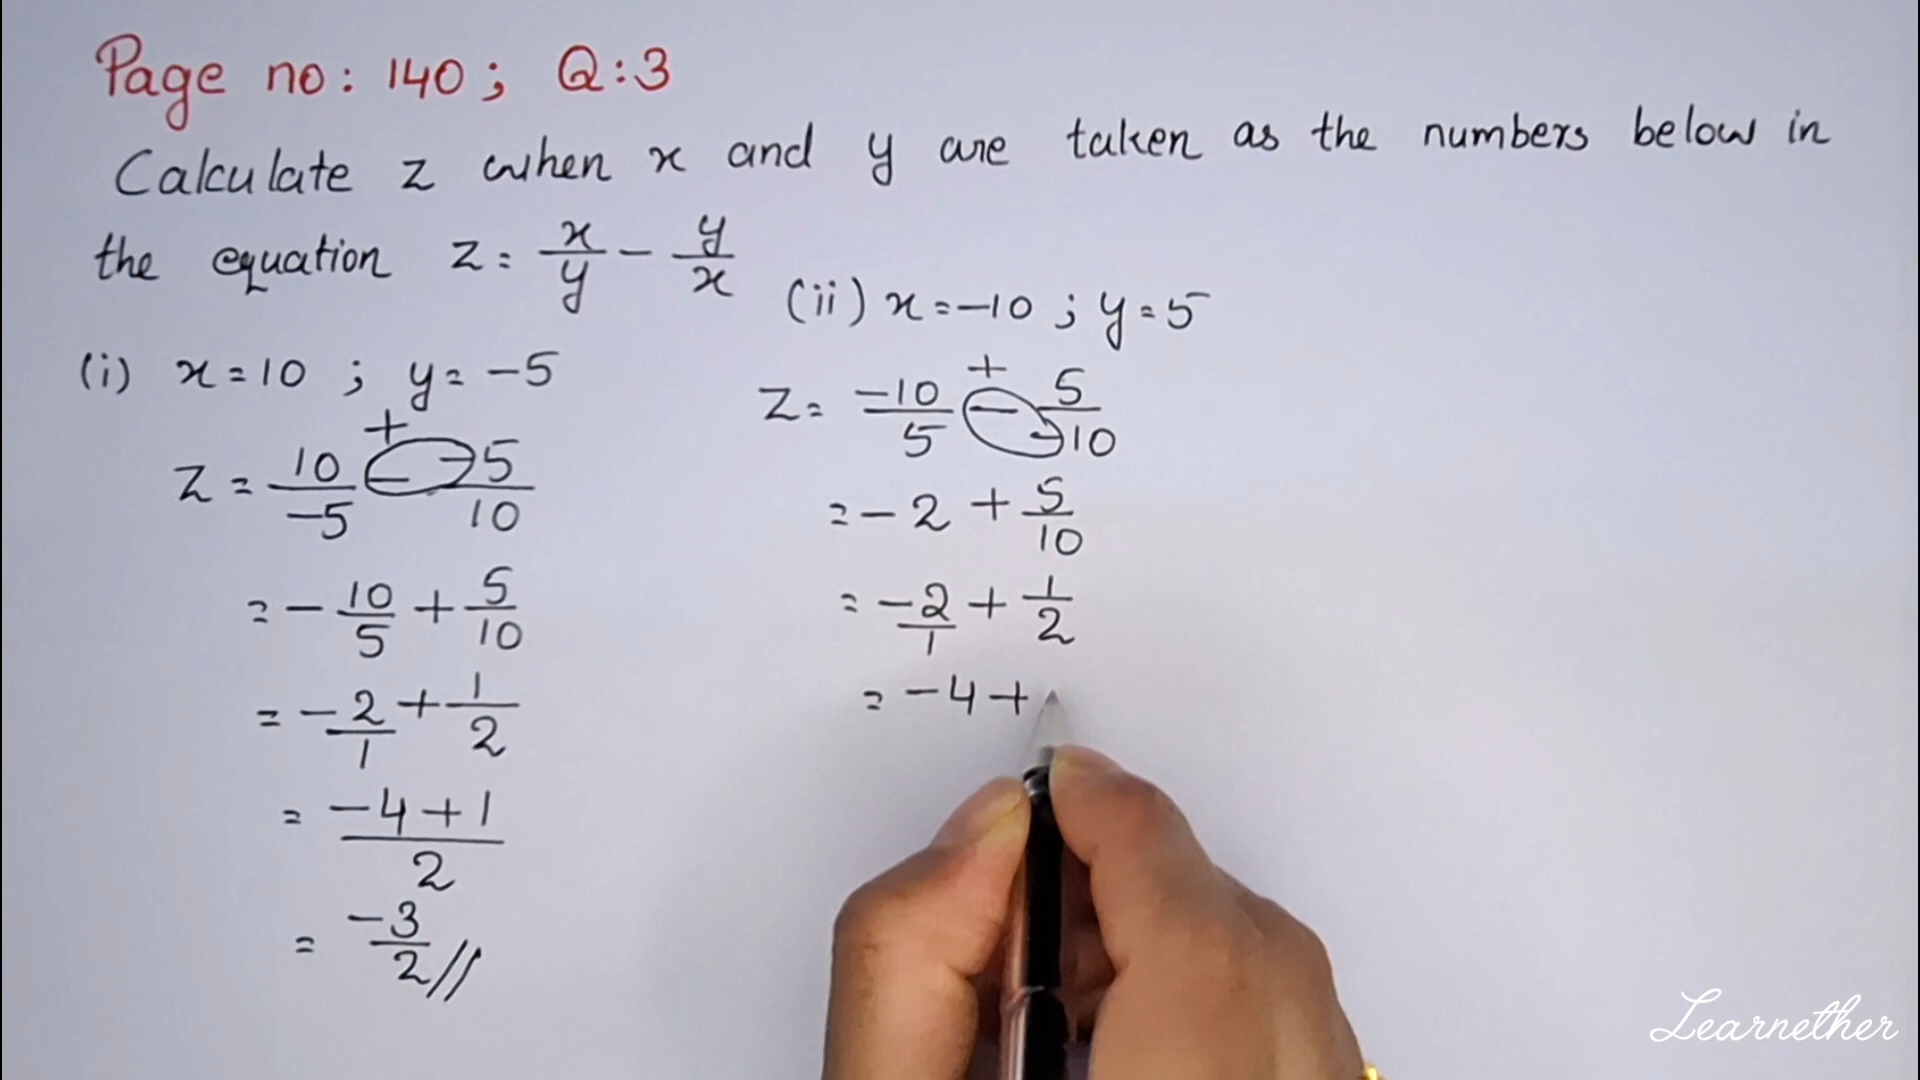 Page no: 140; Q:3
Calculate z when x and y are taken as the numbers below in
the equation z = x/y - y/x
(i) x = 10 ; y = -5
z = 10/-5 - -5/10 +
= - 10/5 + 5/10
= -2/1 + 1/2
= -4+1/2
= -3/2 //
(ii) x = -10 ; y = 5
z = -10/5 - 5/-10 +
= -2 + 5/10
= -2/1 + 1/2
= -4 +
Learnether